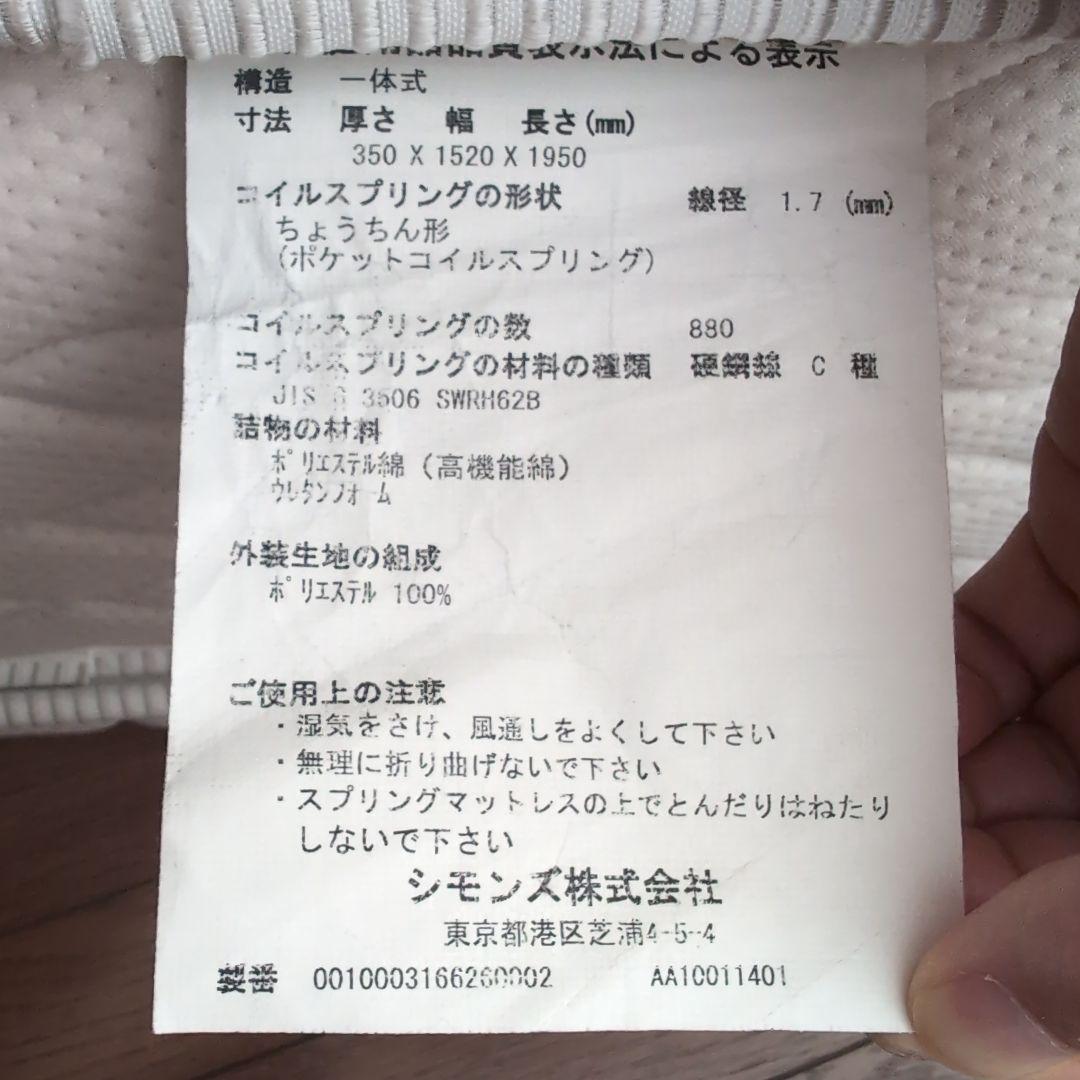 品質表示法による表示
構造 一体式
寸法 厚さ 幅 長さ(mm)
350 X 1520 X 1950
コイルスプリングの形状 線径 1.7 (mm)
ちょうちん形
(ポケットコイルスプリング)
コイルスプリングの数 880
コイルスプリングの材料の種類 硬鋼線 C 種
JIS G 3506 SWRH62B
詰物の材料
ポリエステル綿(高機能綿)
ウレタンフォーム
外装生地の組成
ポリエステル 100%
ご使用上の注意
・湿気をさけ、風通しをよくして下さい
・無理に折り曲げないで下さい
・スプリングマットレスの上でとんだりはねたり
しないで下さい
シモンズ株式会社
東京都港区芝浦4-5-4
製番 0010003166260002 AA10011401